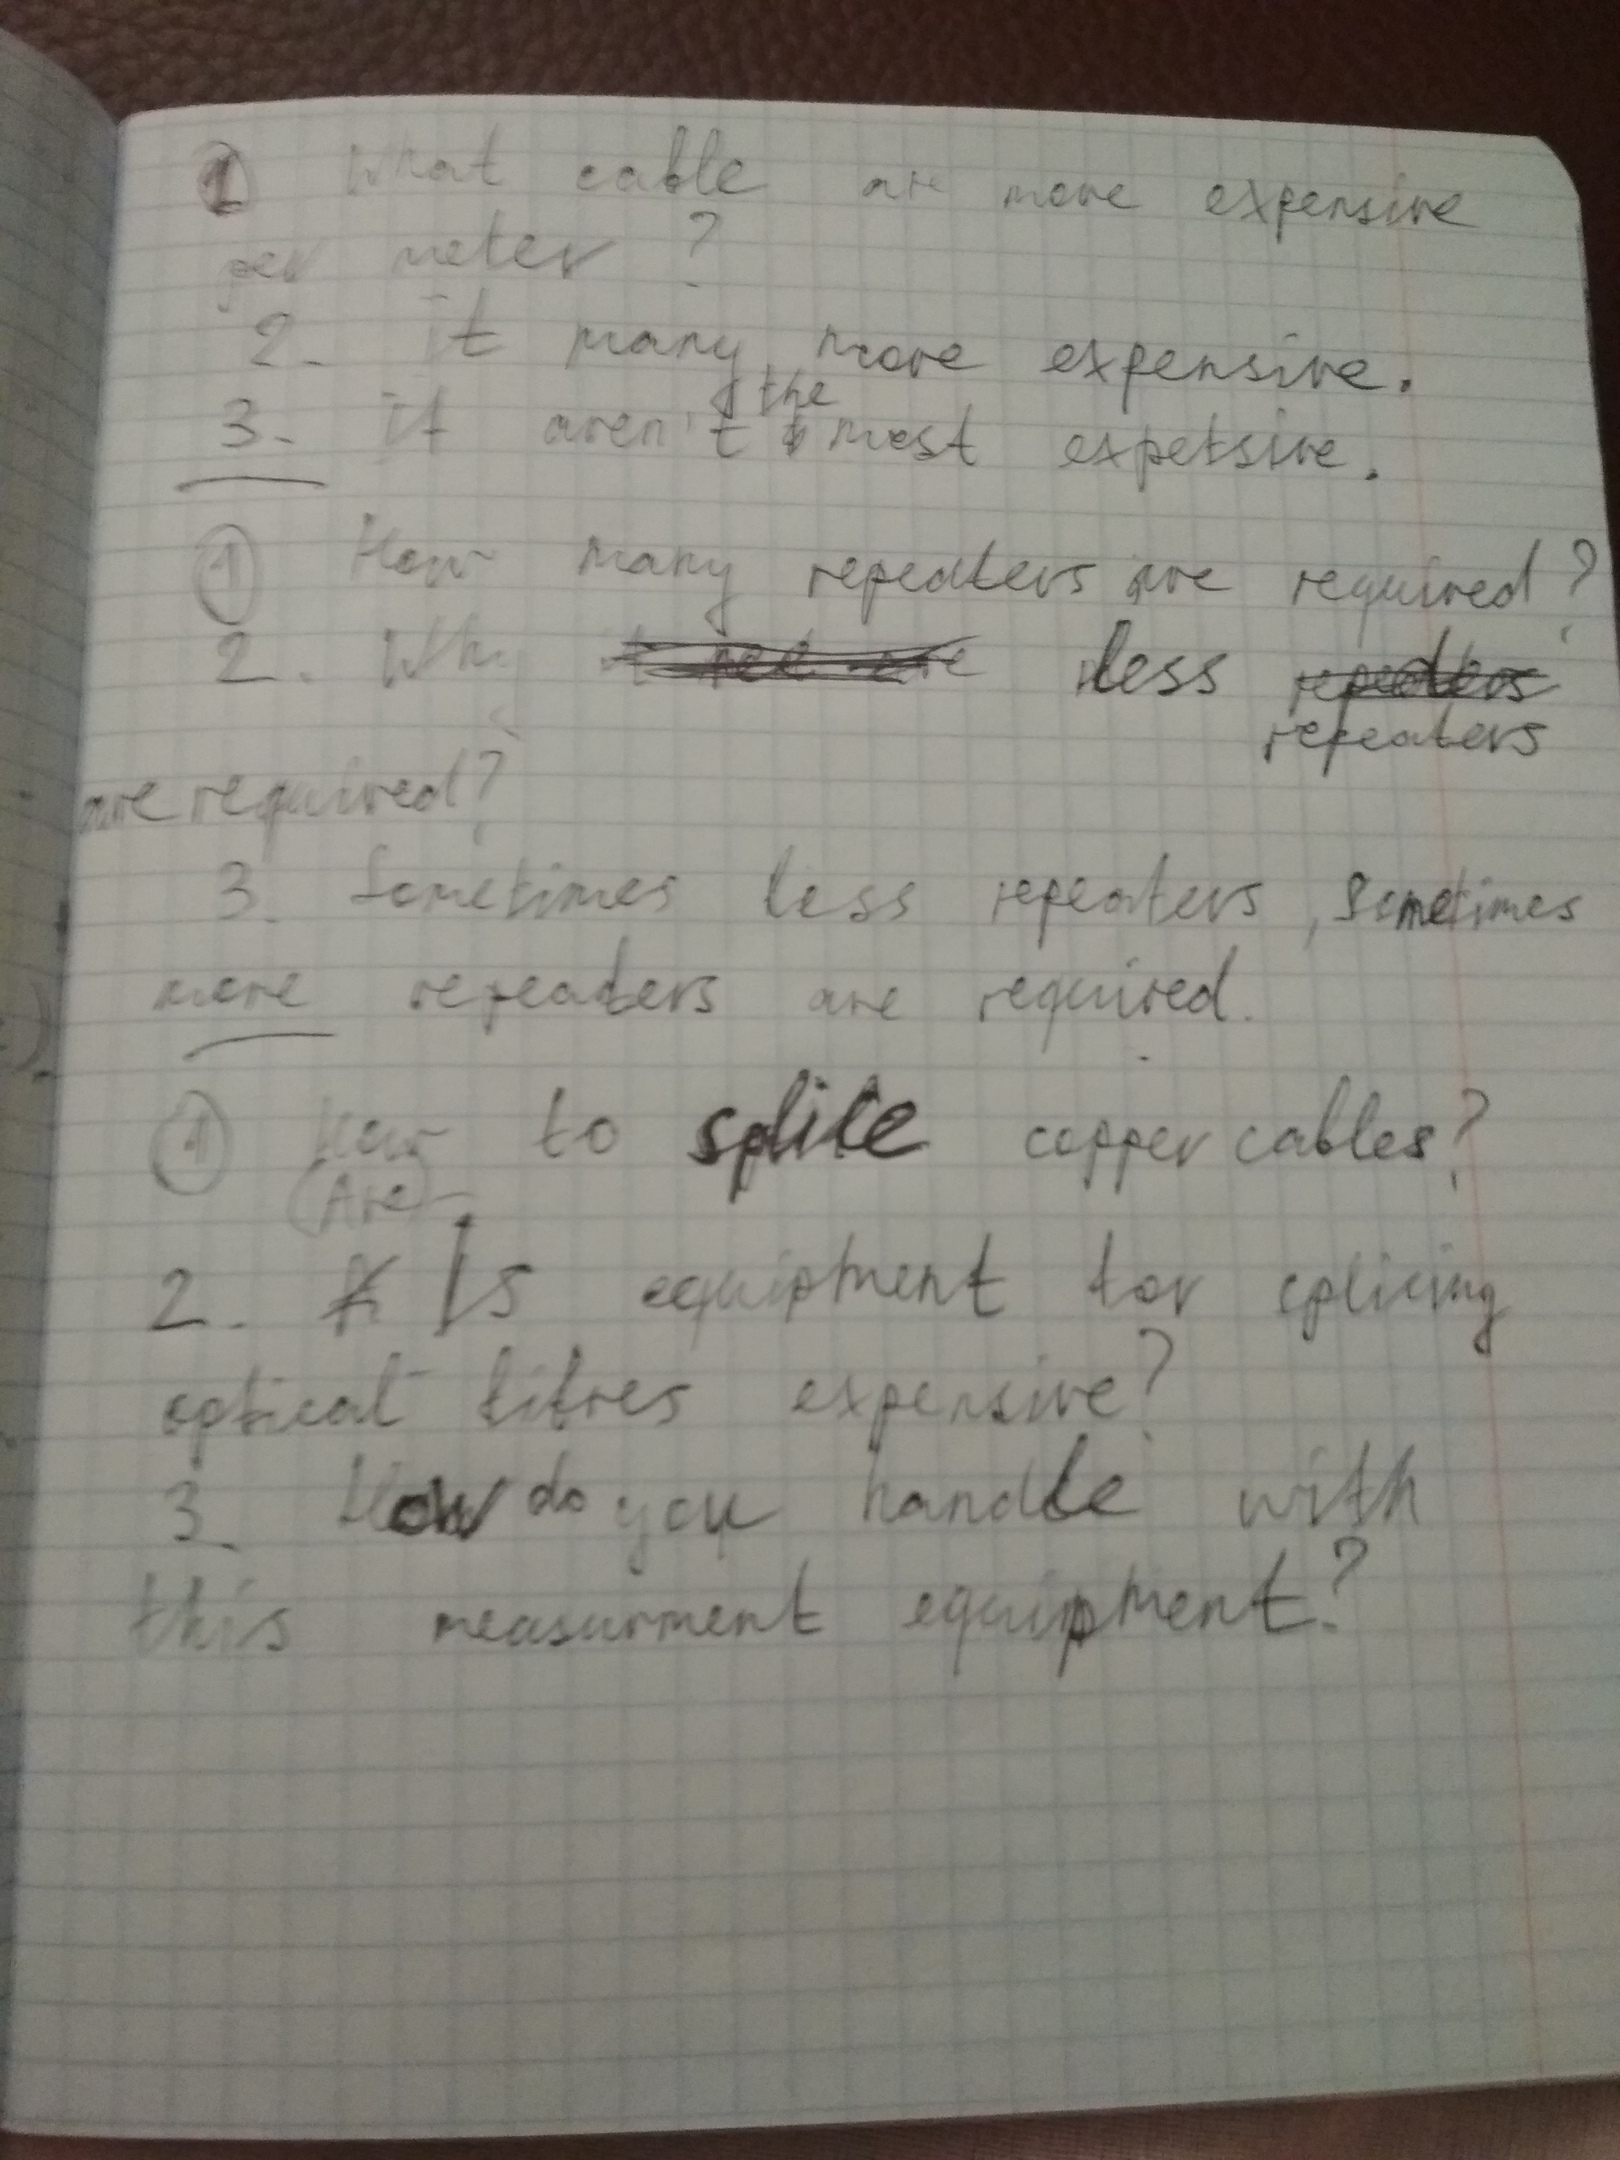 1 What cable are more expensive
per meter?
2. it many more expensive.
the
3. it aren't most expetsive.
1 How many repeaters are required?
2. Why less repeaters
repeaters
are required?
3. Sometimes less repeaters, sometimes
more repeaters are required.
1 How to splice copper cables?
(Are)
2. Is equipment for splicing
optical fibres expensive?
3. How do you handle with
this measurment equipment?